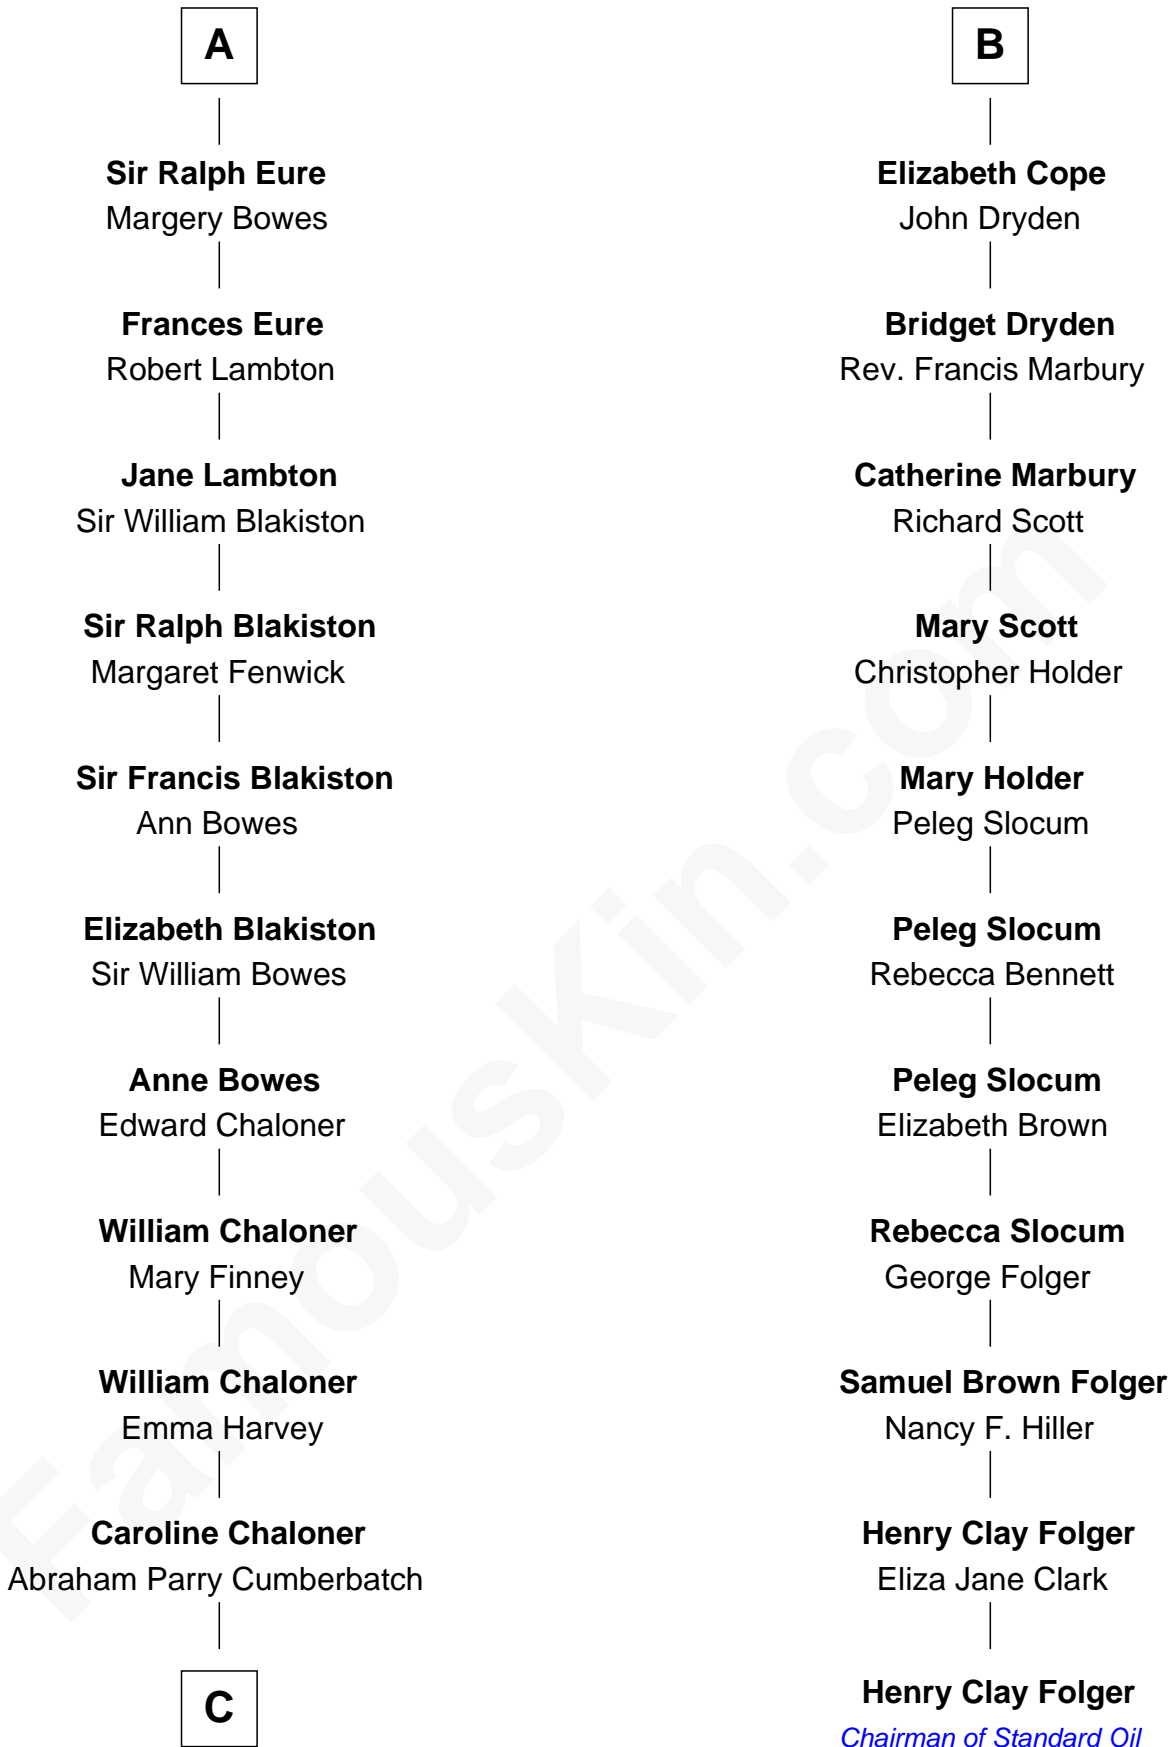 A
Sir Ralph Eure
Margery Bowes
Frances Eure
Robert Lambton
Jane Lambton
Sir William Blakiston
Sir Ralph Blakiston
Margaret Fenwick
Sir Francis Blakiston
Ann Bowes
Elizabeth Blakiston
Sir William Bowes
Anne Bowes
Edward Chaloner
William Chaloner
Mary Finney
William Chaloner
Emma Harvey
Caroline Chaloner
Abraham Parry Cumberbatch
C
B
Elizabeth Cope
John Dryden
Bridget Dryden
Rev. Francis Marbury
Catherine Marbury
Richard Scott
Mary Scott
Christopher Holder
Mary Holder
Peleg Slocum
Peleg Slocum
Rebecca Bennett
Peleg Slocum
Elizabeth Brown
Rebecca Slocum
George Folger
Samuel Brown Folger
Nancy F. Hiller
Henry Clay Folger
Eliza Jane Clark
Henry Clay Folger
Chairman of Standard Oil
FamousKin.com